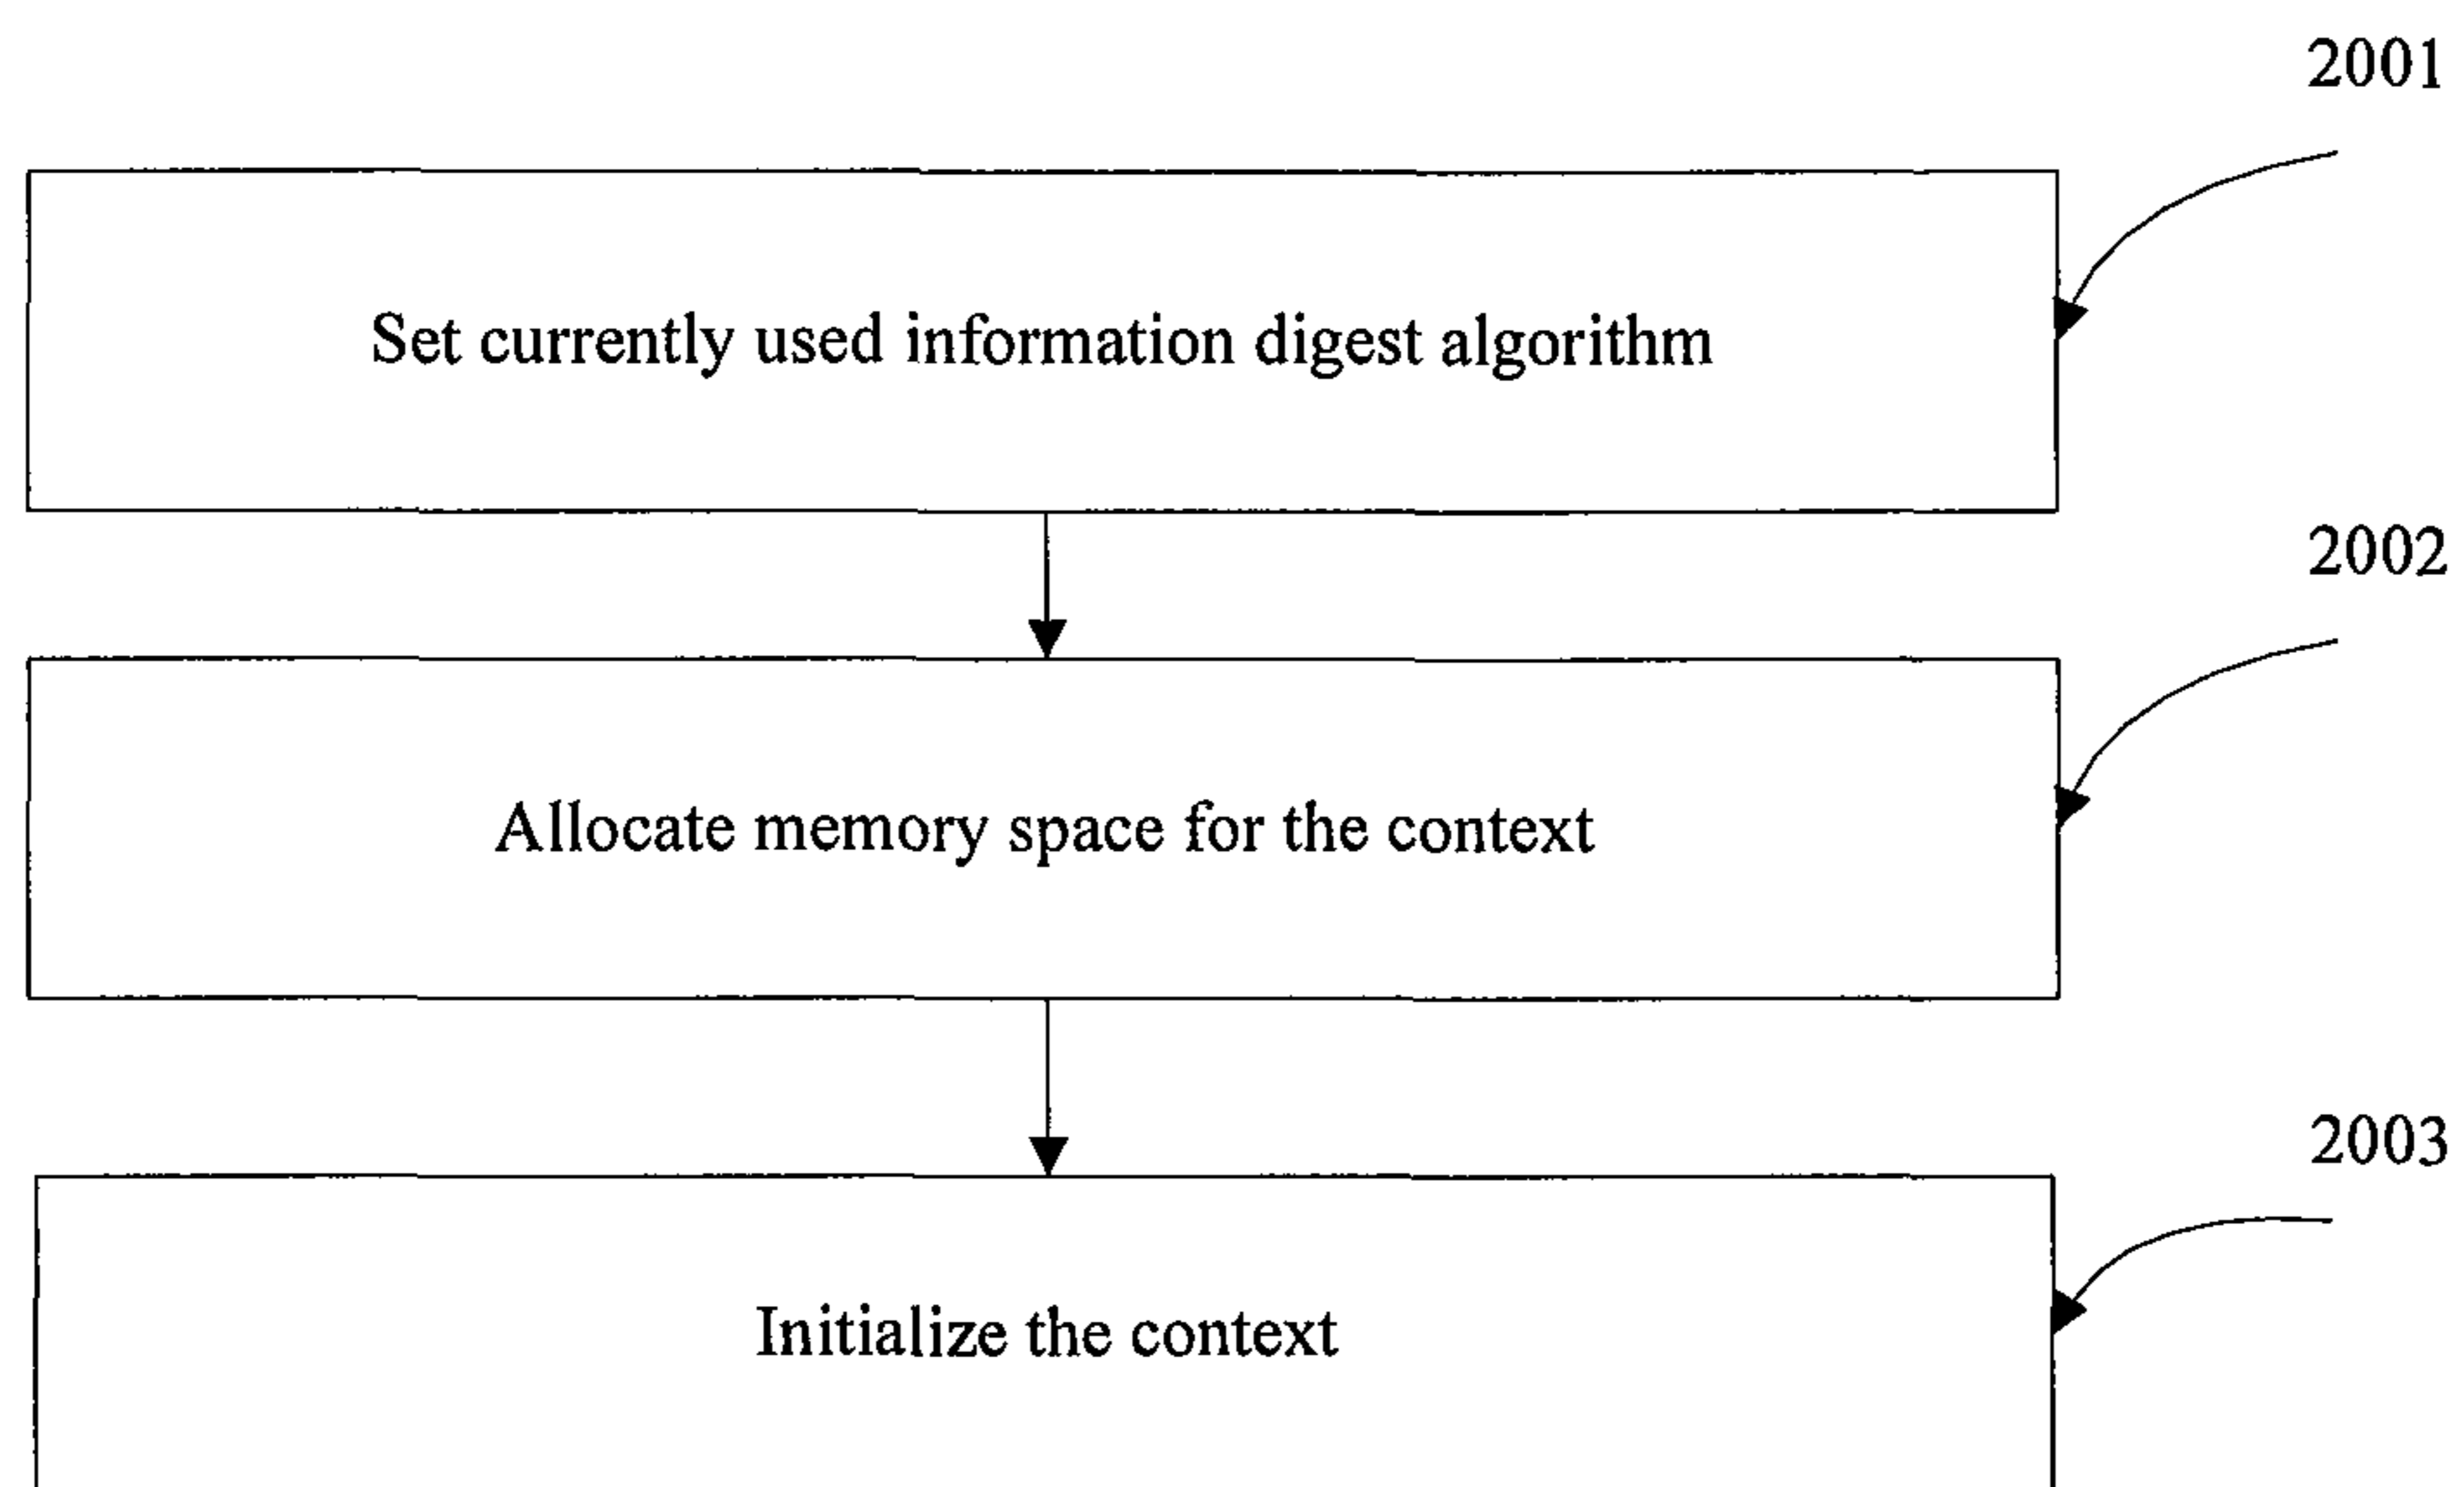 2001
Set currently used information digest algorithm
2002
Allocate memory space for the context
2003
Initialize the context